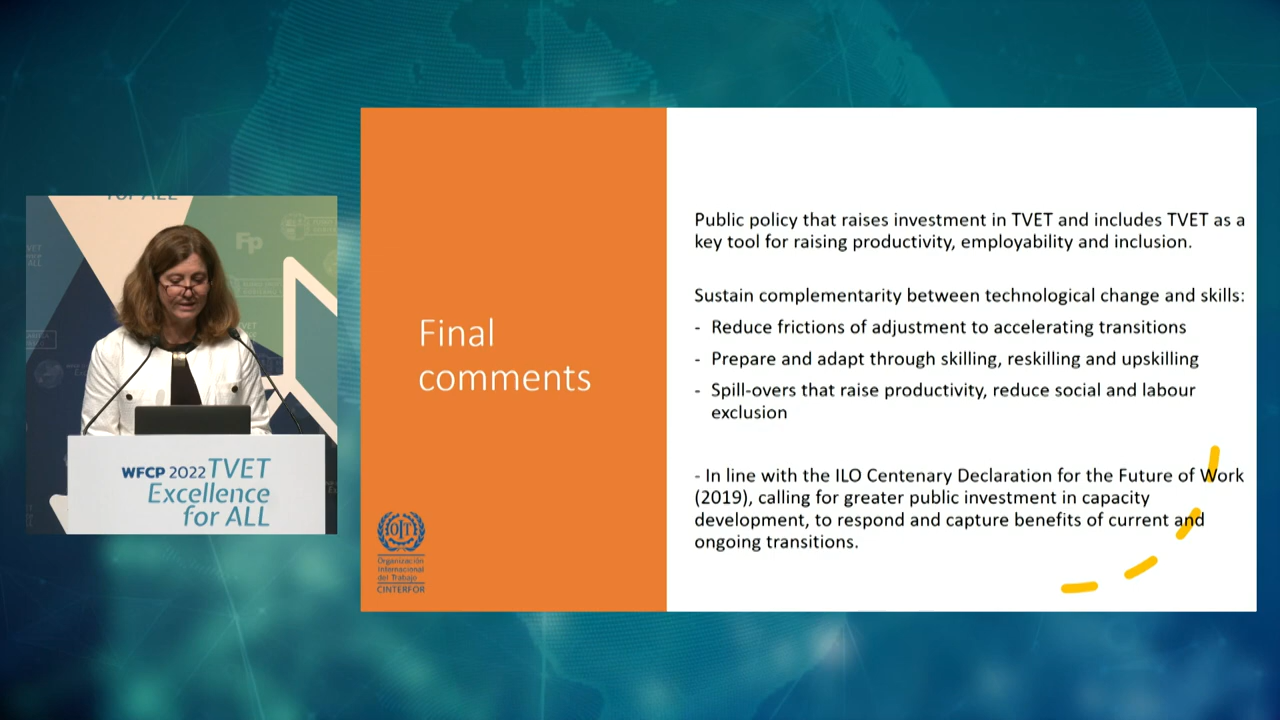 for ALL
Fp
TVET
WFCP 2022 TVET
Excellence
for ALL
Final
comments
Organización
Internacional
del Trabajo
CINTERFOR
Public policy that raises investment in TVET and includes TVET as a
key tool for raising productivity, employability and inclusion.
Sustain complementarity between technological change and skills:
- Reduce frictions of adjustment to accelerating transitions
- Prepare and adapt through skilling, reskilling and upskilling
- Spill-overs that raise productivity, reduce social and labour
exclusion
- In line with the ILO Centenary Declaration for the Future of Work
(2019), calling for greater public investment in capacity
development, to respond and capture benefits of current and
ongoing transitions.